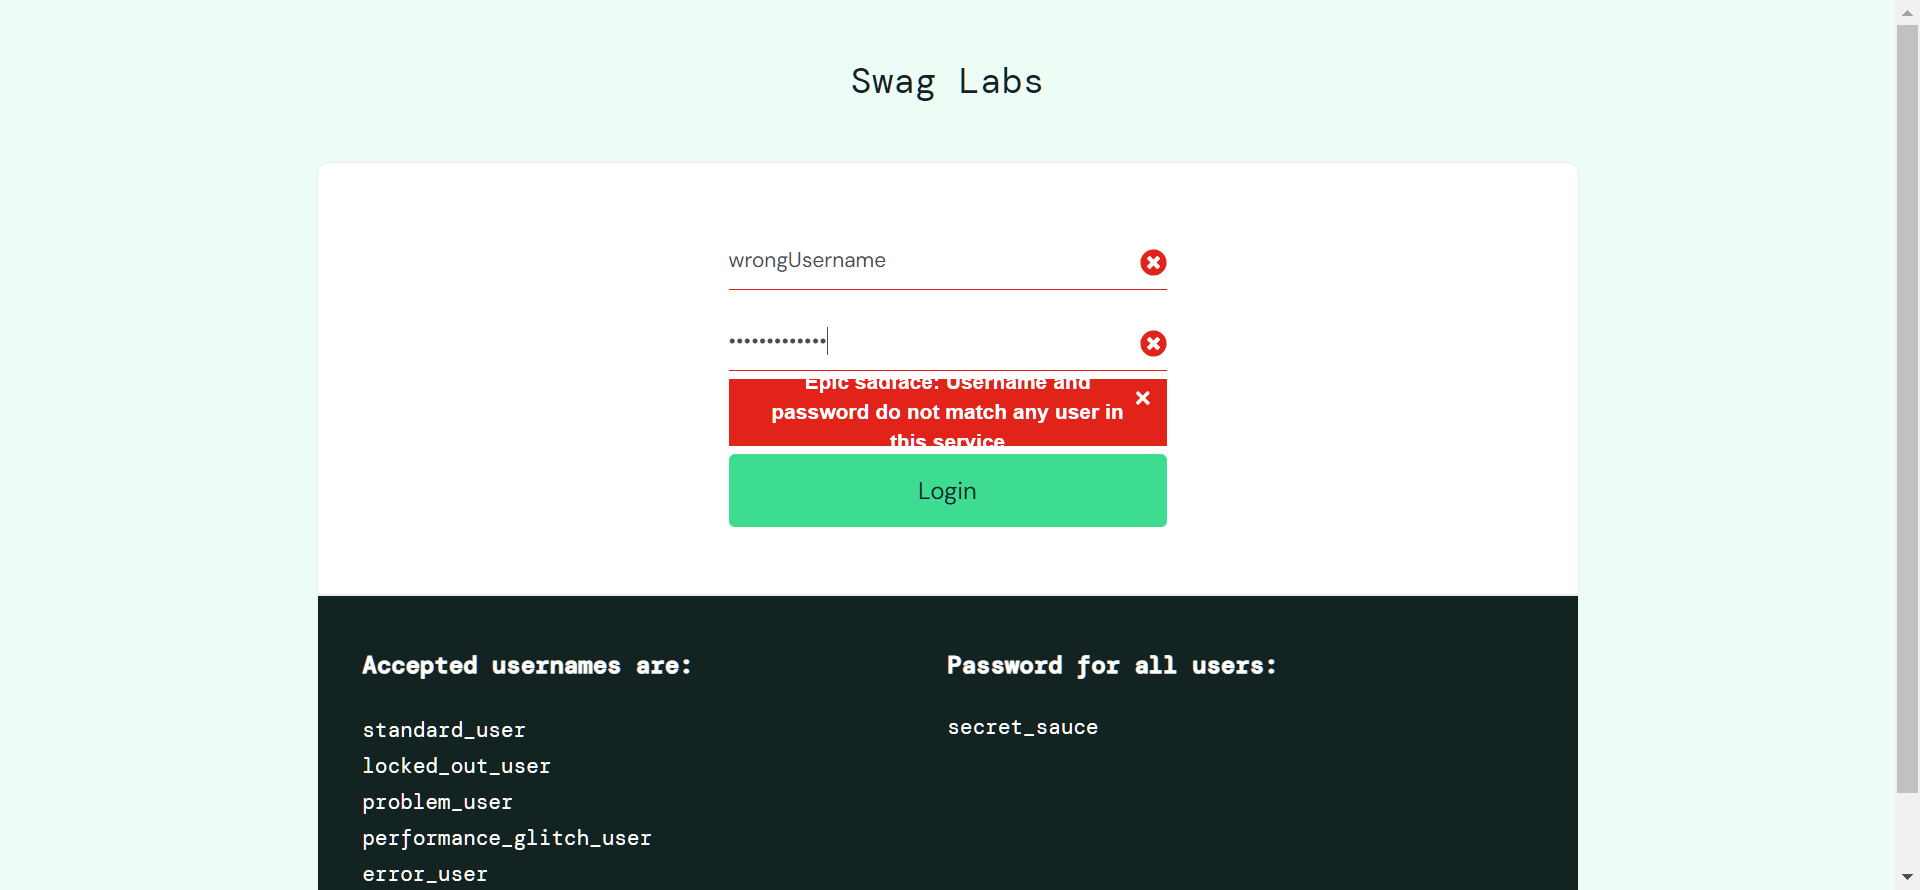 Swag Labs
wrongUsername
•••••••••••••
Epic sadface: Username and
password do not match any user in
this service
Login
Accepted usernames are:
standard_user
locked_out_user
problem_user
performance_glitch_user
error_user
Password for all users:
secret_sauce